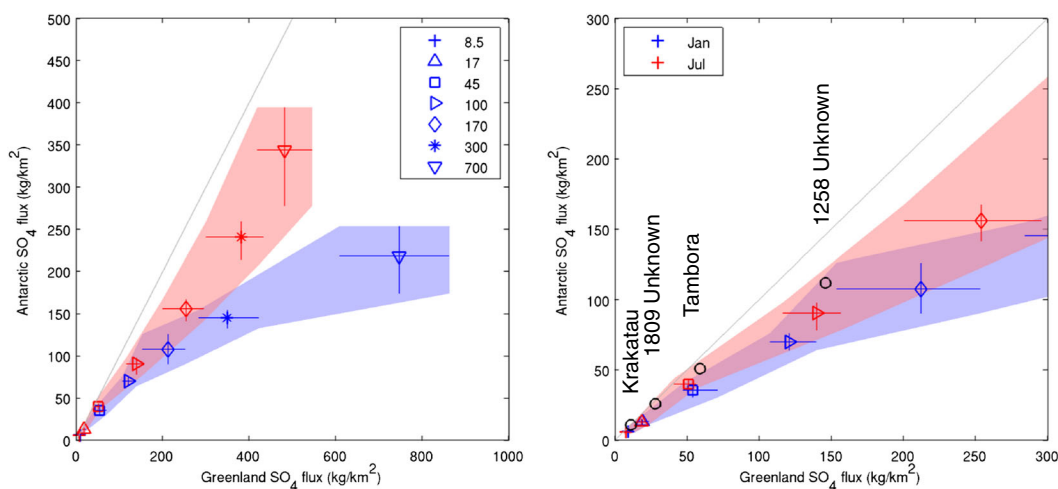 500
450
400
350
300
250
200
150
100
50
0
0 200 400 600 800 1000
Antarctic SO4 flux (kg/km2)
Greenland SO4 flux (kg/km2)
8.5
17
45
100
170
300
700
300
250
200
150
100
50
0
0 50 100 150 200 250 300
Antarctic SO4 flux (kg/km2)
Greenland SO4 flux (kg/km2)
Jan
Jul
Krakatau
1809 Unknown
Tambora
1258 Unknown